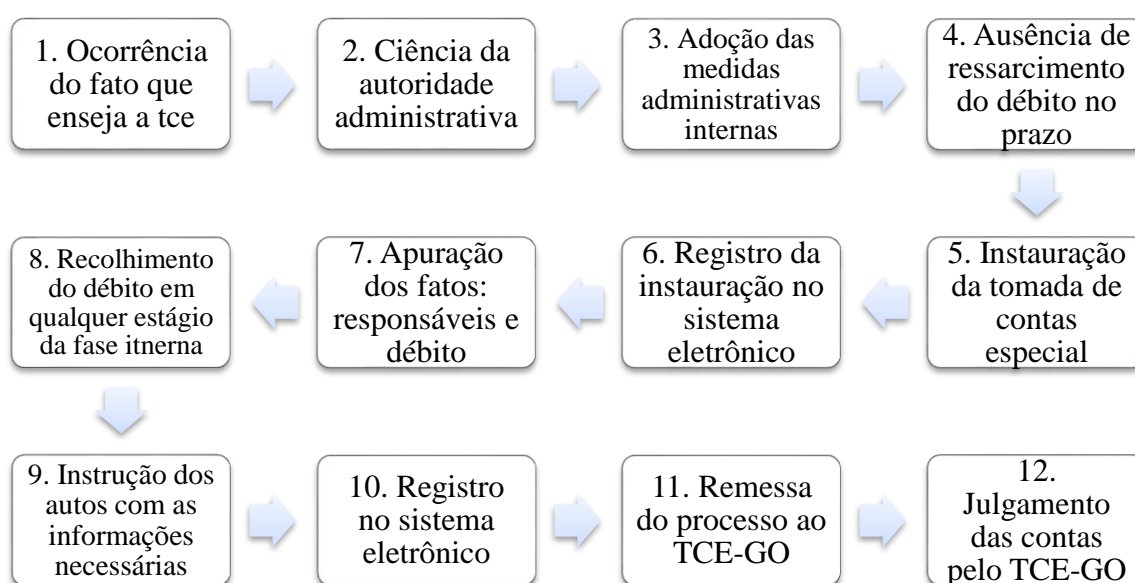 1. Ocorrência
do fato que
enseja a tce
2. Ciência da
autoridade
administrativa
3. Adoção das
medidas
administrativas
internas
4. Ausência de
ressarcimento
do débito no
prazo
5. Instauração
da tomada de
contas
especial
6. Registro da
instauração no
sistema
eletrônico
7. Apuração
dos fatos:
responsáveis e
débito
8. Recolhimento
do débito em
qualquer estágio
da fase itnerna
9. Instrução dos
autos com as
informações
necessárias
10. Registro
no sistema
eletrônico
11. Remessa
do processo ao
TCE-GO
12.
Julgamento
das contas
pelo TCE-GO